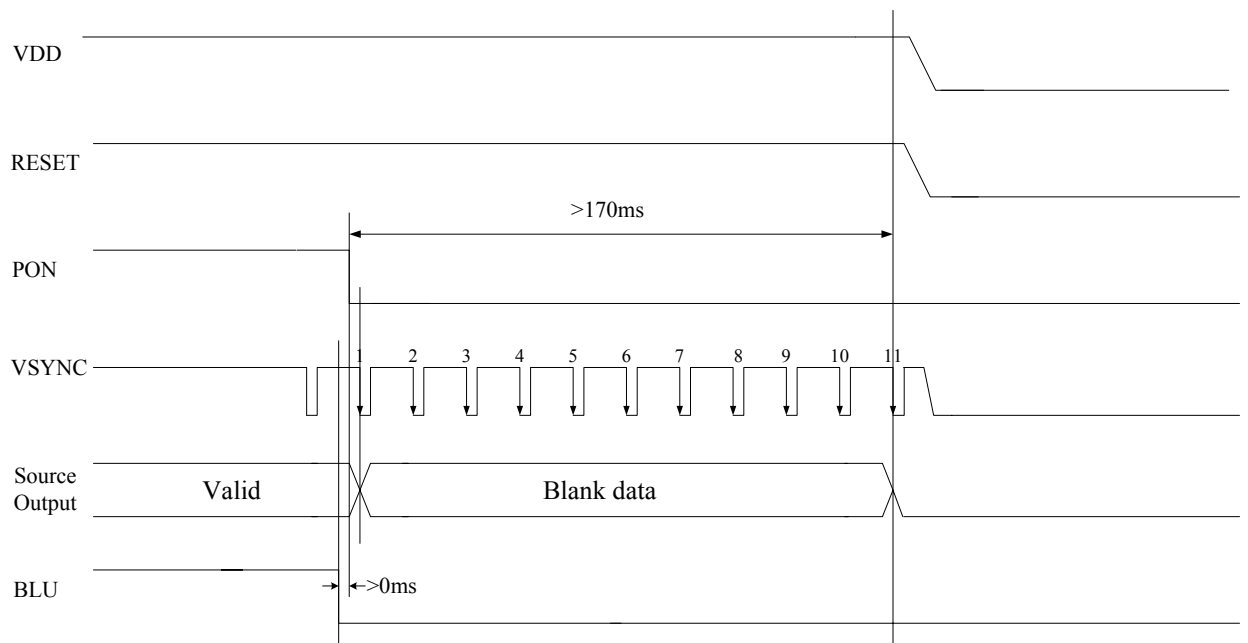 VDD
RESET
>170ms
PON
VSYNC
1 2 3 4 5 6 7 8 9 10 11
Source
Output
Valid
Blank data
BLU
>0ms